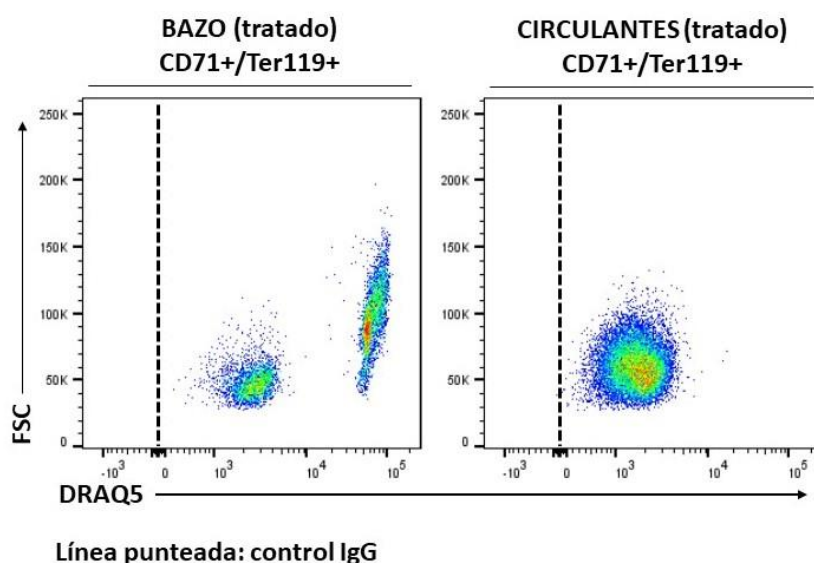 BAZO (tratado)
CD71+/Ter119+
CIRCULANTES (tratado)
CD71+/Ter119+
250K
200K
150K
100K
50K
0
-10³ 0 10³ 10⁴ 10⁵
250K
200K
150K
100K
50K
0
-10³ 0 10³ 10⁴ 10⁵
FSC
DRAQ5
Línea punteada: control IgG